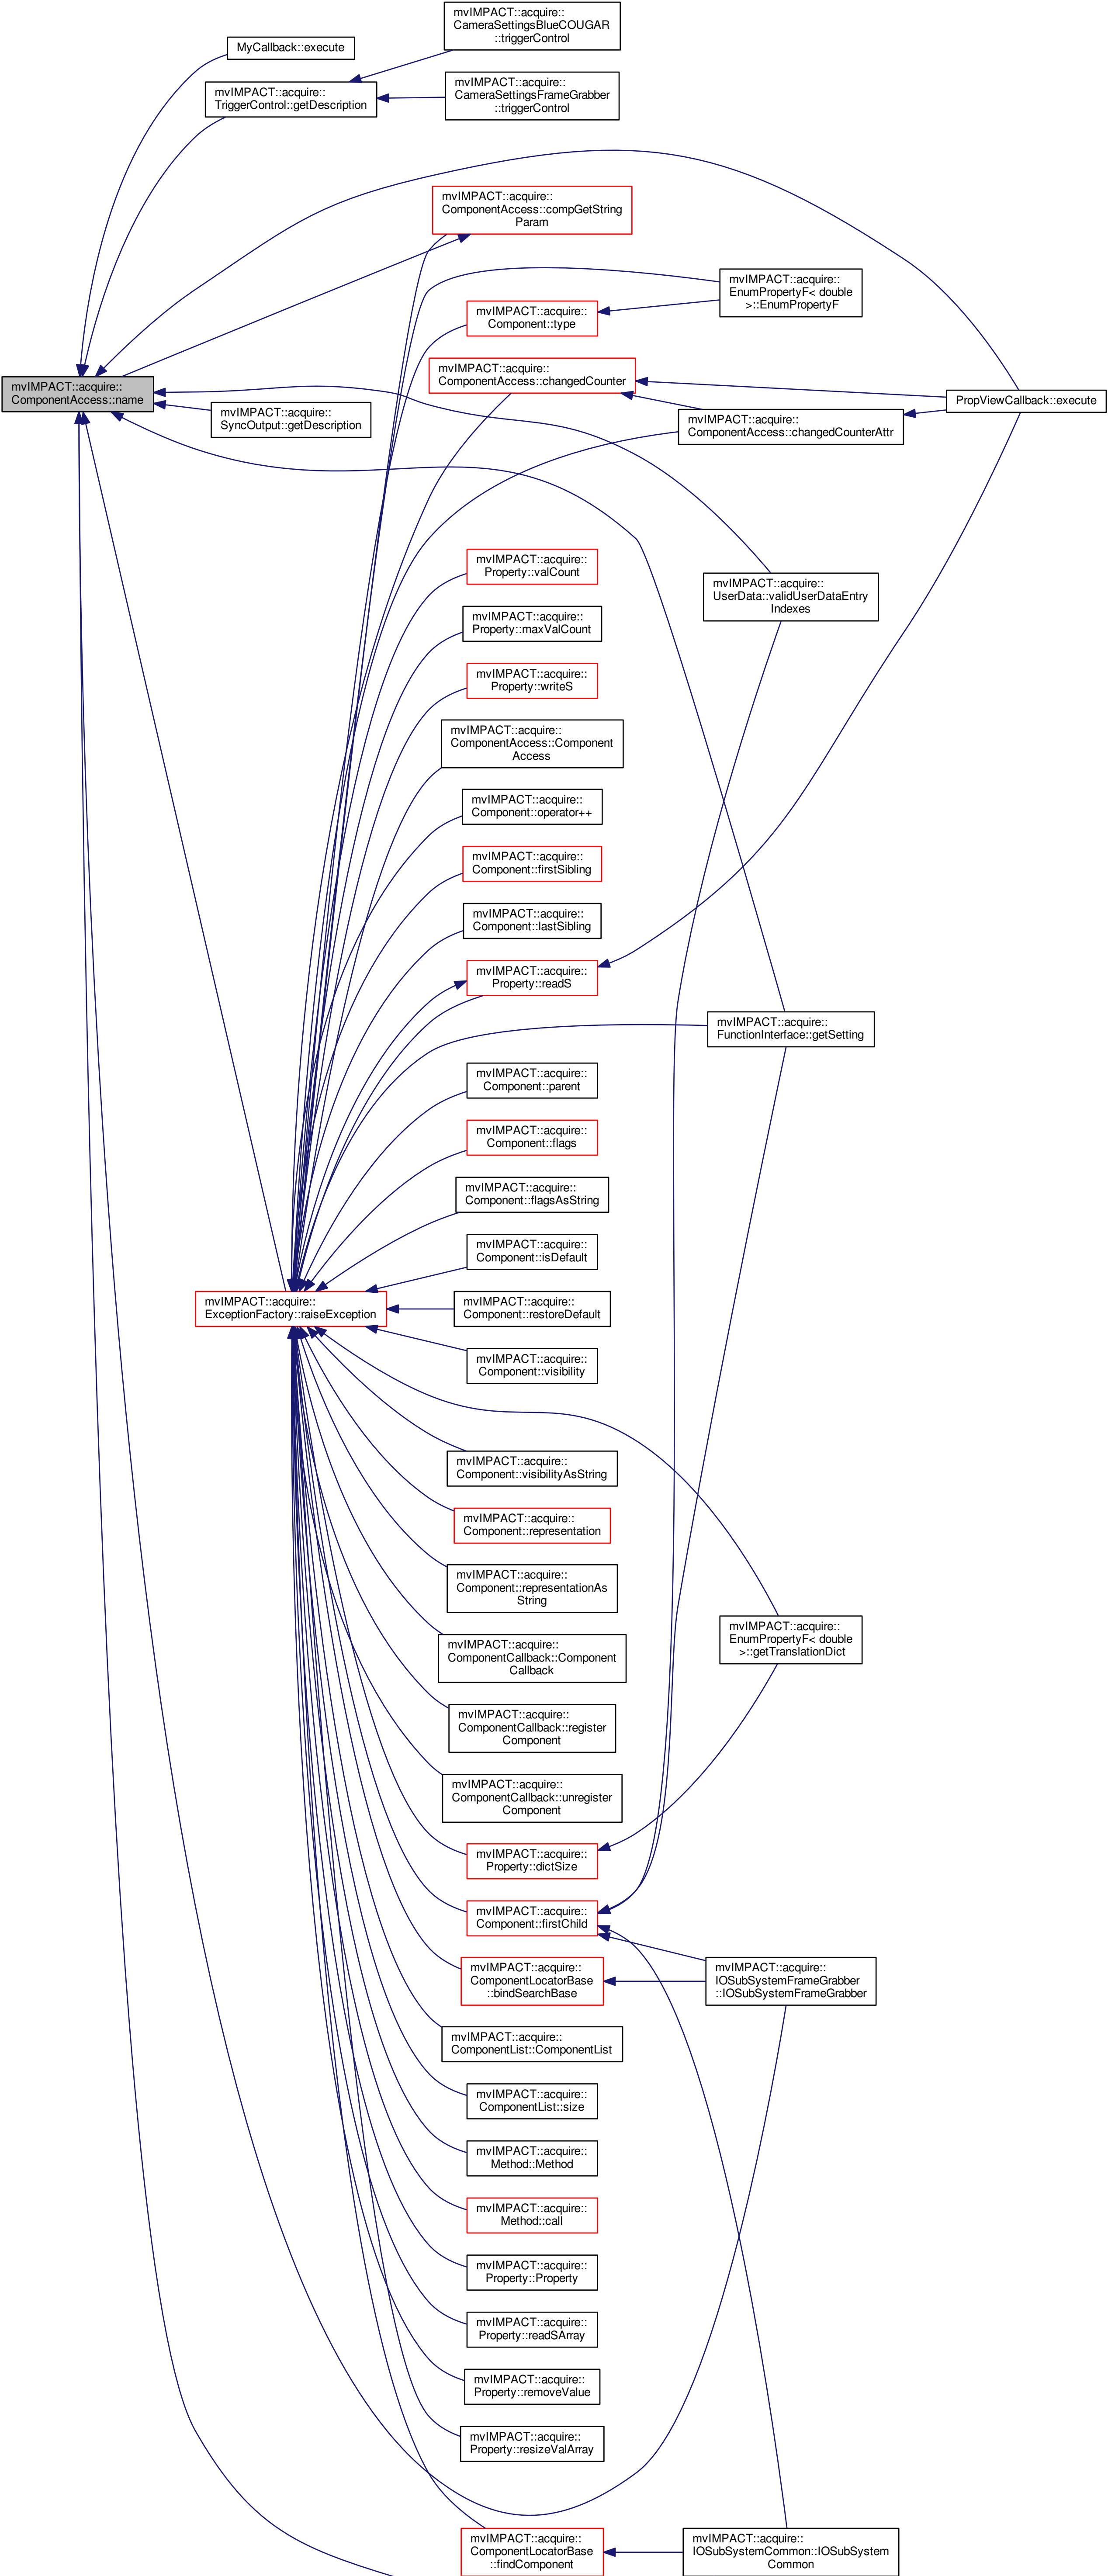 mvIMPACT::acquire::
CameraSettingsBlueCOUGAR
::triggerControl
MyCallback::execute
mvIMPACT::acquire::
TriggerControl::getDescription
mvIMPACT::acquire::
CameraSettingsFrameGrabber
::triggerControl
mvIMPACT::acquire::
ComponentAccess::compGetString
Param
mvIMPACT::acquire::
EnumPropertyF< double
>::EnumPropertyF
mvIMPACT::acquire::
Component::type
mvIMPACT::acquire::
ComponentAccess::changedCounter
mvIMPACT::acquire::
ComponentAccess::name
PropViewCallback::execute
mvIMPACT::acquire::
SyncOutput::getDescription
mvIMPACT::acquire::
ComponentAccess::changedCounterAttr
mvIMPACT::acquire::
Property::valCount
mvIMPACT::acquire::
UserData::validUserDataEntry
Indexes
mvIMPACT::acquire::
Property::maxValCount
mvIMPACT::acquire::
Property::writeS
mvIMPACT::acquire::
ComponentAccess::Component
Access
mvIMPACT::acquire::
Component::operator++
mvIMPACT::acquire::
Component::firstSibling
mvIMPACT::acquire::
Component::lastSibling
mvIMPACT::acquire::
Property::readS
mvIMPACT::acquire::
FunctionInterface::getSetting
mvIMPACT::acquire::
Component::parent
mvIMPACT::acquire::
Component::flags
mvIMPACT::acquire::
Component::flagsAsString
mvIMPACT::acquire::
Component::isDefault
mvIMPACT::acquire::
ExceptionFactory::raiseException
mvIMPACT::acquire::
Component::restoreDefault
mvIMPACT::acquire::
Component::visibility
mvIMPACT::acquire::
Component::visibilityAsString
mvIMPACT::acquire::
Component::representation
mvIMPACT::acquire::
Component::representationAs
String
mvIMPACT::acquire::
EnumPropertyF< double
>::getTranslationDict
mvIMPACT::acquire::
ComponentCallback::Component
Callback
mvIMPACT::acquire::
ComponentCallback::register
Component
mvIMPACT::acquire::
ComponentCallback::unregister
Component
mvIMPACT::acquire::
Property::dictSize
mvIMPACT::acquire::
Component::firstChild
mvIMPACT::acquire::
ComponentLocatorBase
::bindSearchBase
mvIMPACT::acquire::
IOSubSystemFrameGrabber
::IOSubSystemFrameGrabber
mvIMPACT::acquire::
ComponentList::ComponentList
mvIMPACT::acquire::
ComponentList::size
mvIMPACT::acquire::
Method::Method
mvIMPACT::acquire::
Method::call
mvIMPACT::acquire::
Property::Property
mvIMPACT::acquire::
Property::readSArray
mvIMPACT::acquire::
Property::removeValue
mvIMPACT::acquire::
Property::resizeValArray
mvIMPACT::acquire::
ComponentLocatorBase
::findComponent
mvIMPACT::acquire::
IOSubSystemCommon::IOSubSystem
Common